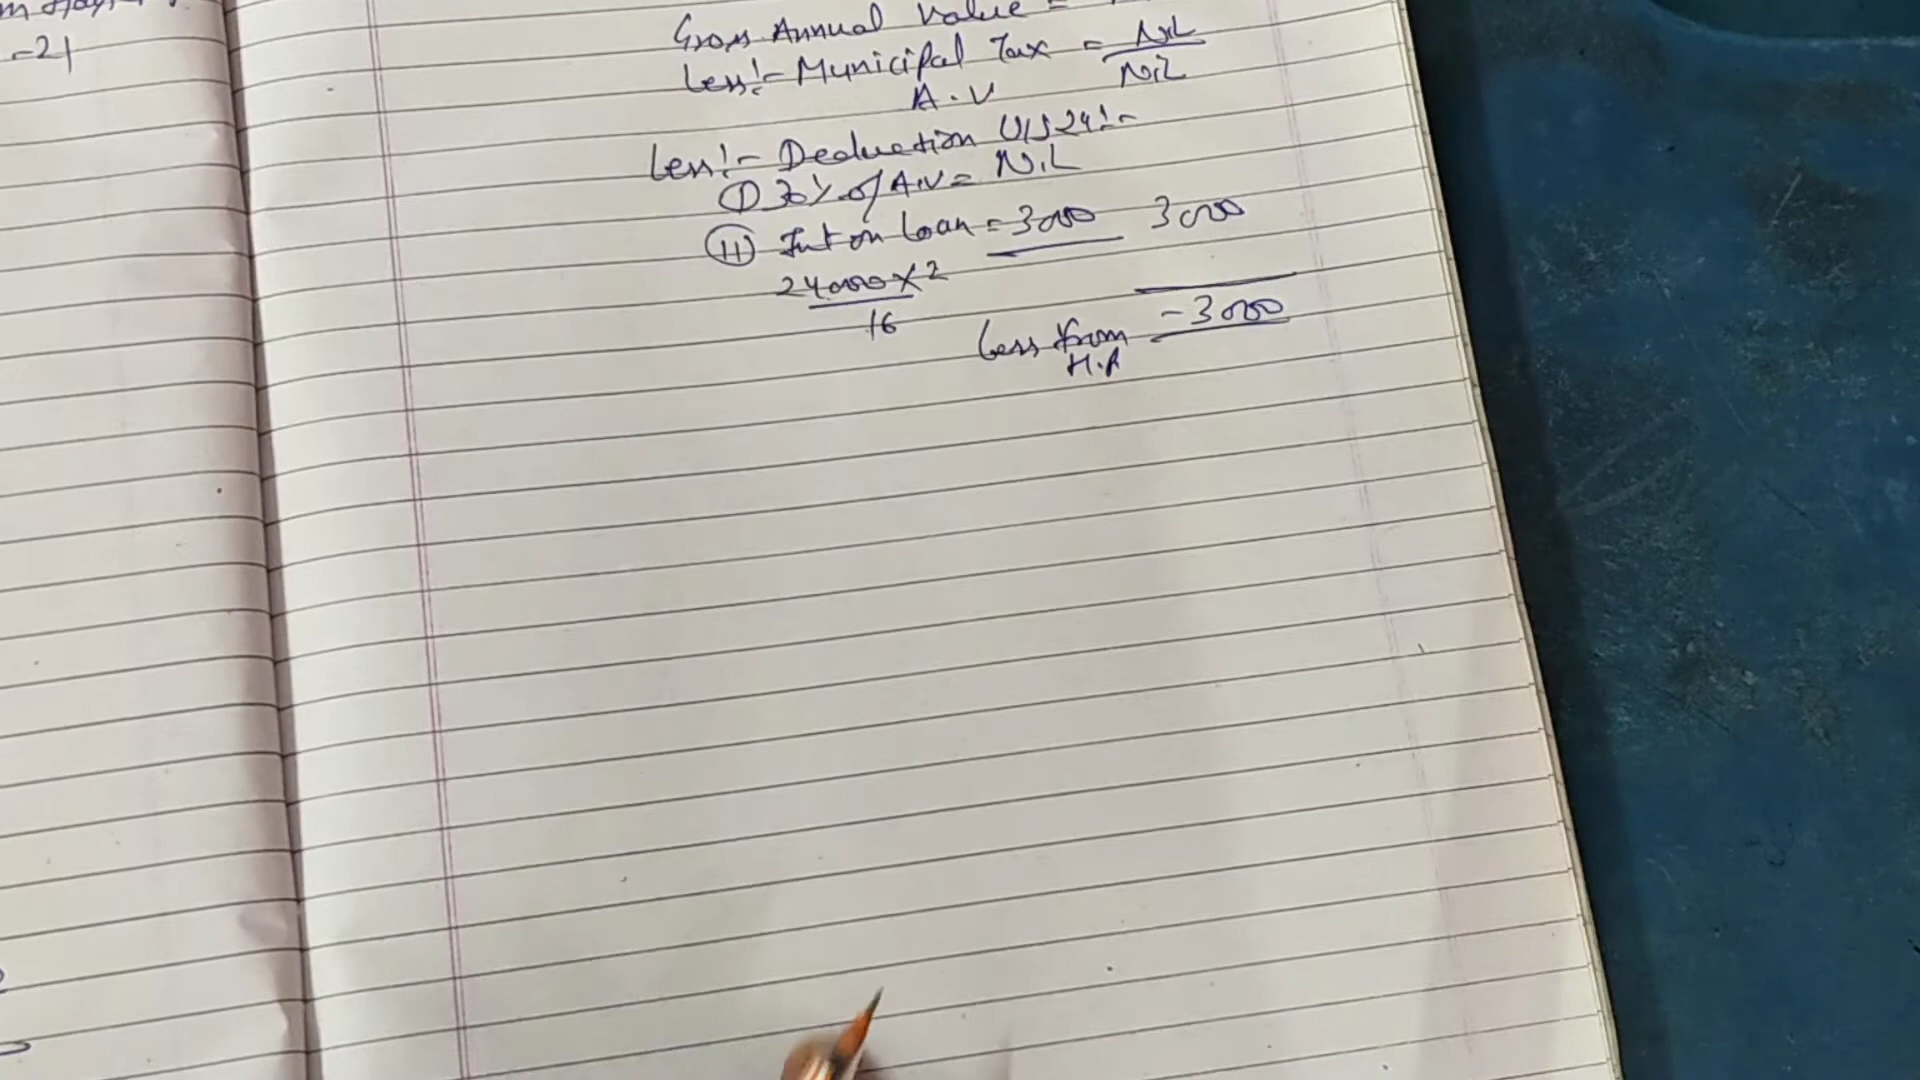 -21
Gross Annual Value =
Less:- Municipal Tax = NiL
A.V NiL
Less:- Deduction U/S 24:-
(I) 30% of A.V = NiL
(II) Int on Loan = 3000 3000
24000 X 2
16
Less from - 3000
H.P